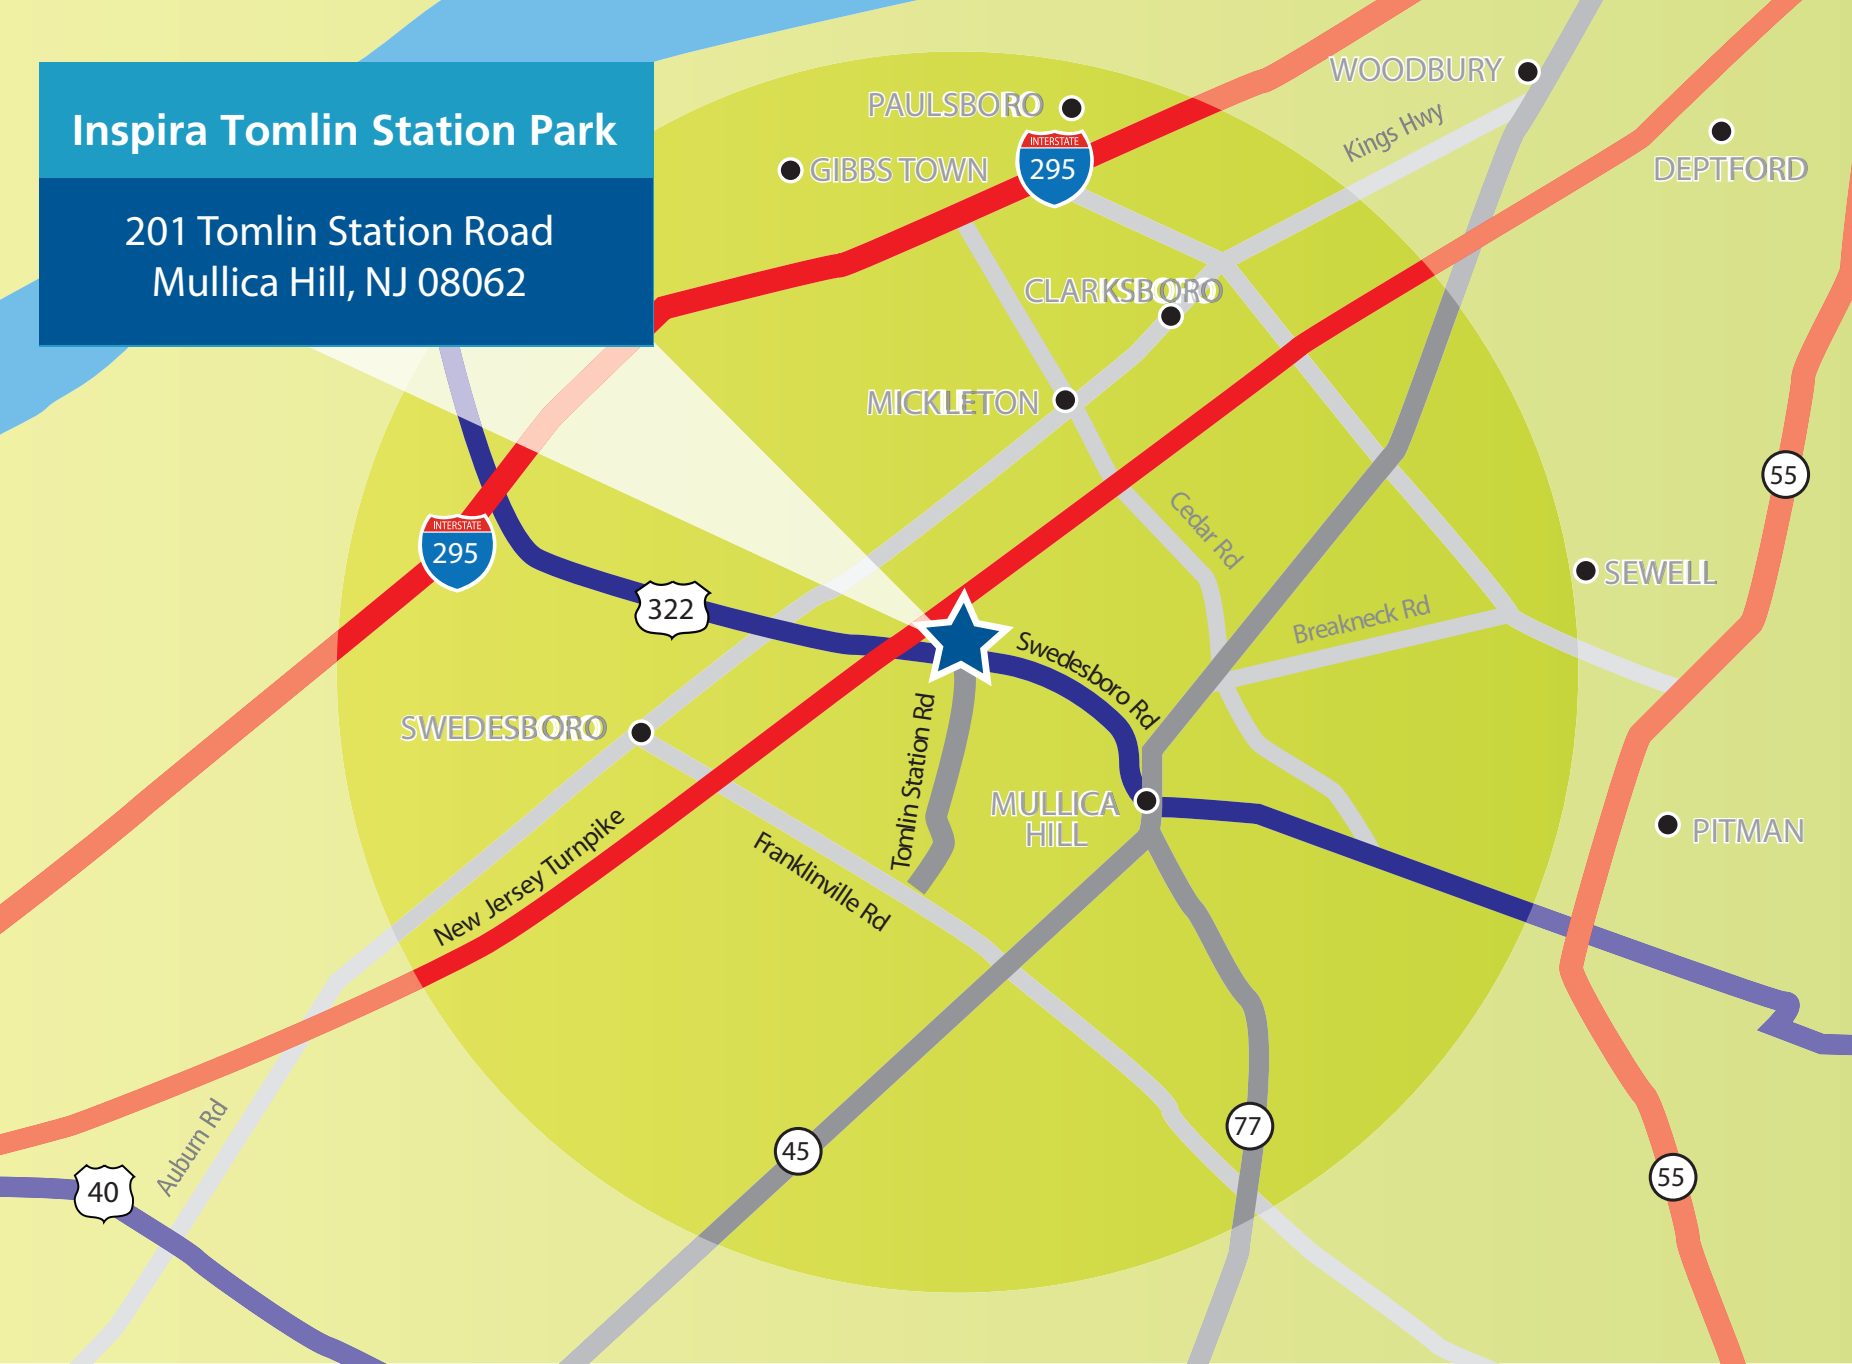 WOODBURY
PAULSBORO
Kings Hwy
Inspira Tomlin Station Park
INTERSTATE
295
DEPTFORD
GIBBS TOWN
201 Tomlin Station Road
Mullica Hill, NJ 08062
CLARKSBORO
MICKLETON
55
Cedar Rd
INTERSTATE
295
SEWELL
322
Breakneck Rd
Swedesboro Rd
SWEDESBORO
Tomlin Station Rd
MULLICA
HILL
PITMAN
New Jersey Turnpike
Franklinville Rd
77
Auburn Rd
45
55
40